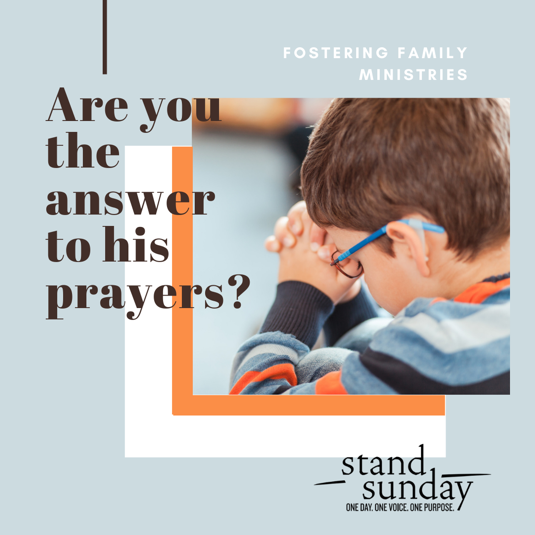 FOSTERING FAMILY
MINISTRIES
Are you
the
answer
to his
prayers?
stand
sunday
ONE DAY. ONE VOICE. ONE PURPOSE.